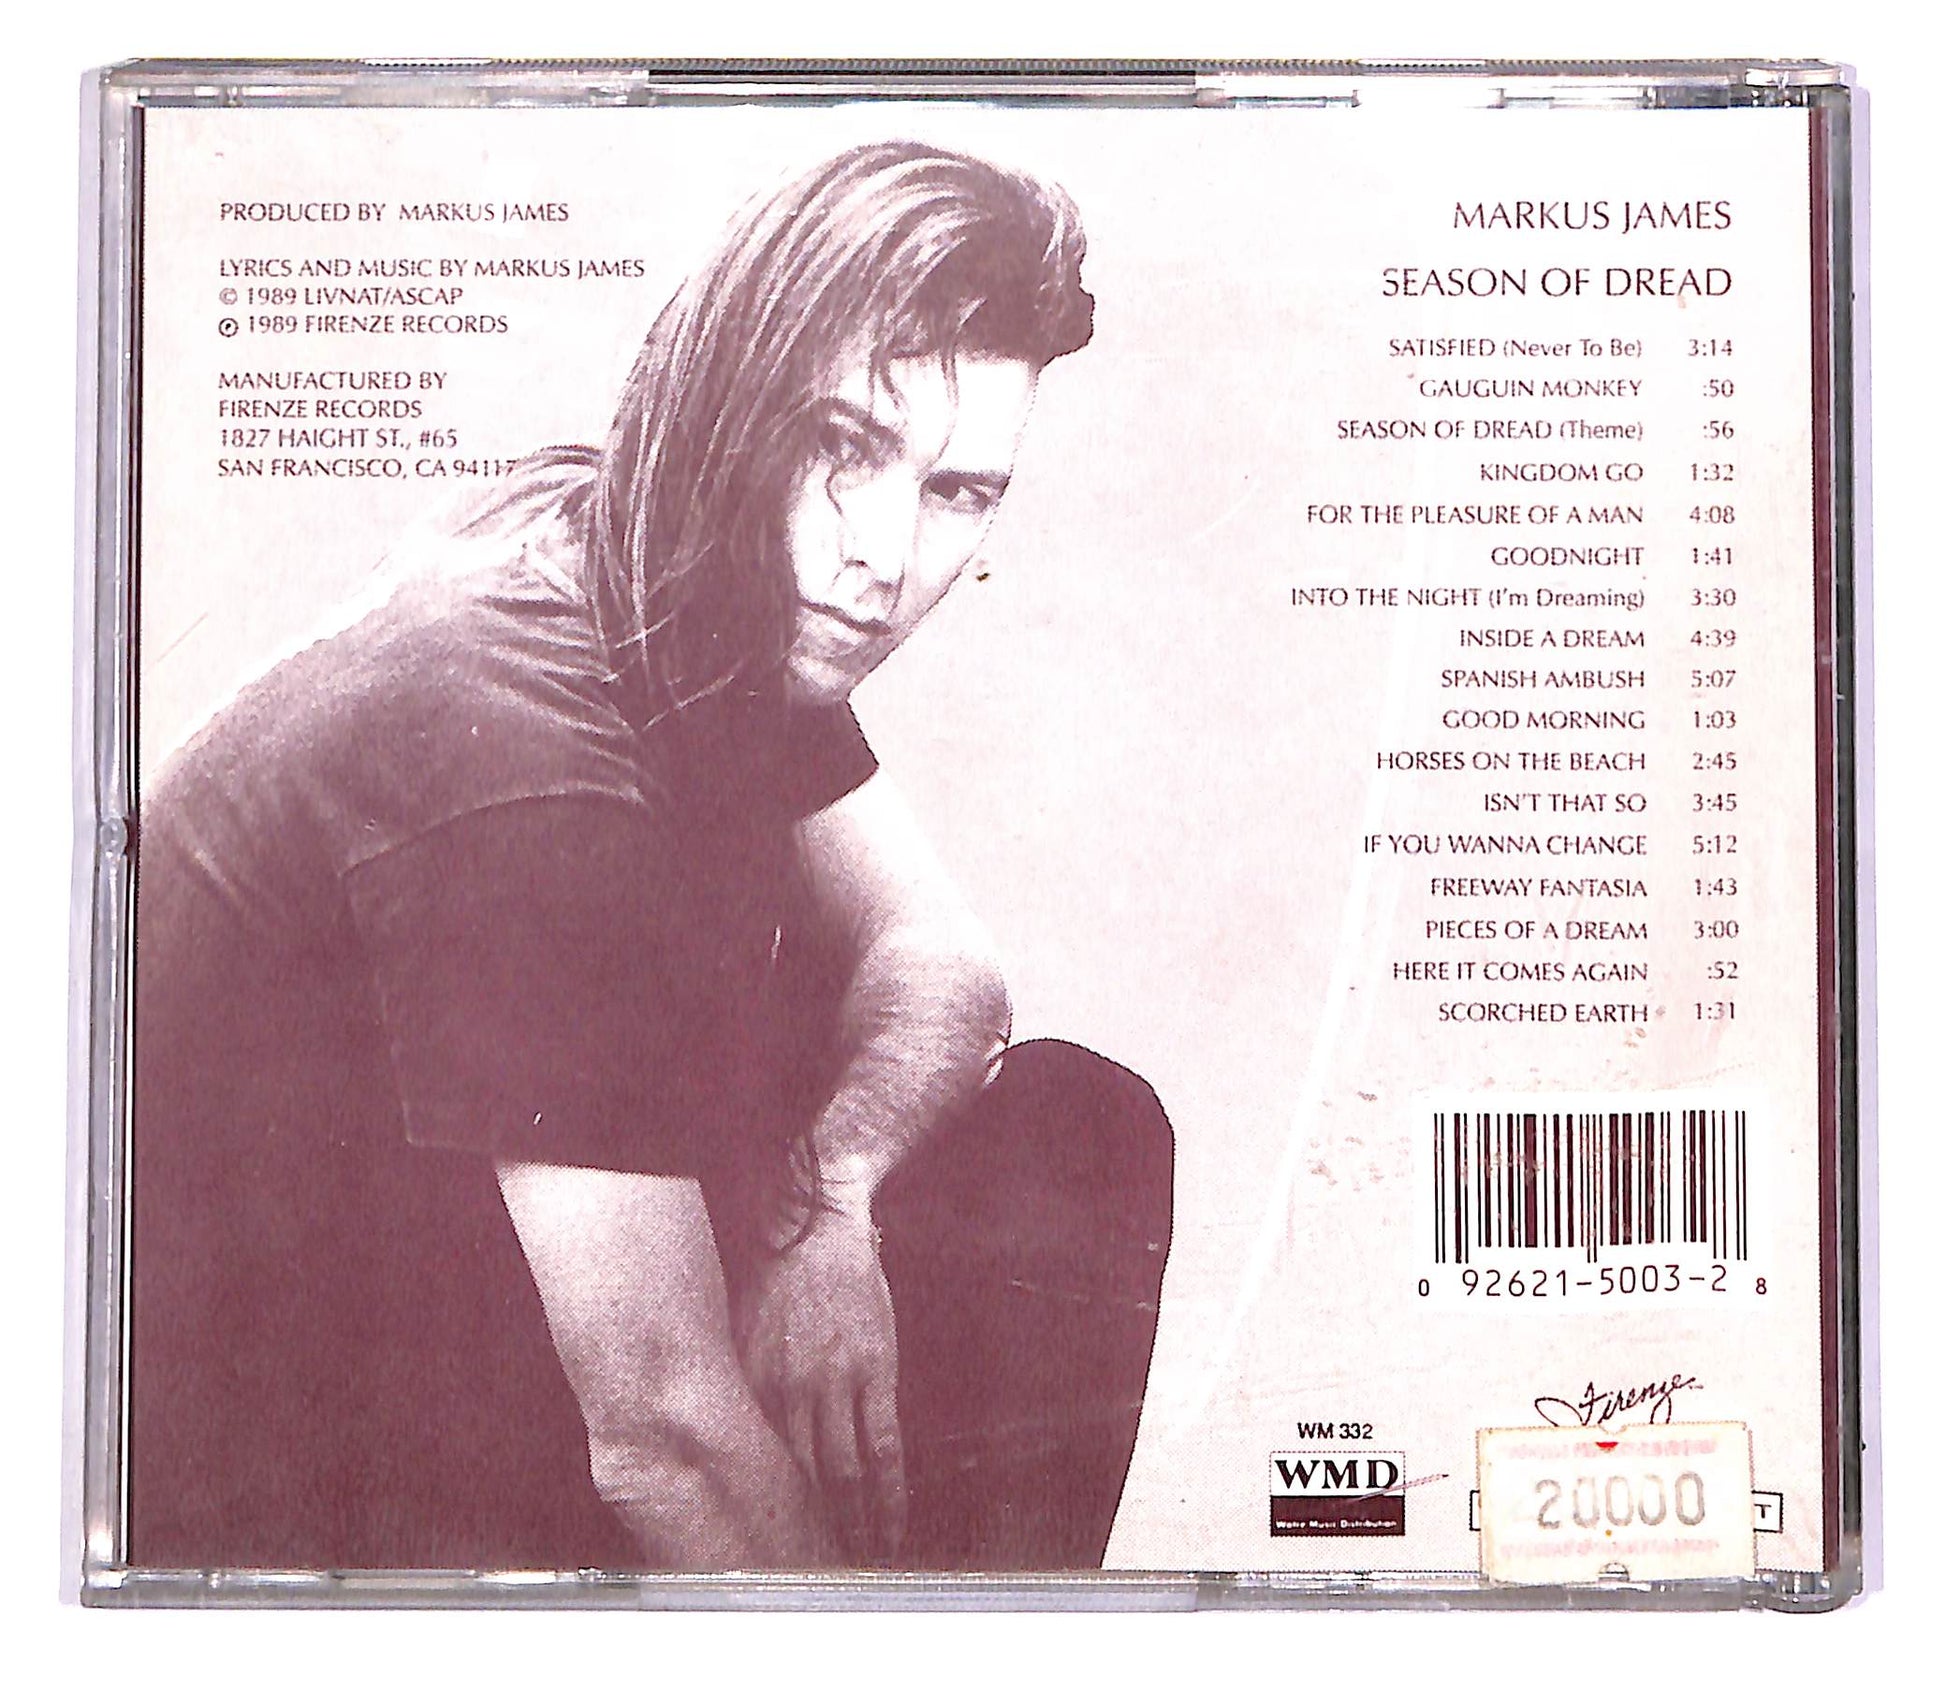 PRODUCED BY MARKUS JAMES
LYRICS AND MUSIC BY MARKUS JAMES
© 1989 LIVNAT/ASCAP
℗ 1989 FIRENZE RECORDS
MANUFACTURED BY
FIRENZE RECORDS
1827 HAIGHT ST., #65
SAN FRANCISCO, CA 94117
MARKUS JAMES
SEASON OF DREAD
SATISFIED (Never To Be) 3:14
GAUGUIN MONKEY :50
SEASON OF DREAD (Theme) :56
KINGDOM GO 1:32
FOR THE PLEASURE OF A MAN 4:08
GOODNIGHT 1:41
INTO THE NIGHT (I'm Dreaming) 3:30
INSIDE A DREAM 4:39
SPANISH AMBUSH 5:07
GOOD MORNING 1:03
HORSES ON THE BEACH 2:45
ISN'T THAT SO 3:45
IF YOU WANNA CHANGE 5:12
FREEWAY FANTASIA 1:43
PIECES OF A DREAM 3:00
HERE IT COMES AGAIN :52
SCORCHED EARTH 1:31
0 92621-5003-2 8
Firenze
WM 332
WMD
Music Distribution
20000
T